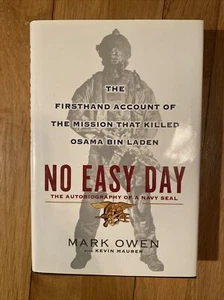 THE
FIRSTHAND ACCOUNT OF
THE MISSION THAT KILLED
OSAMA BIN LADEN
NO EASY DAY
THE AUTOBIOGRAPHY OF A NAVY SEAL
MARK OWEN
WITH KEVIN MAURER